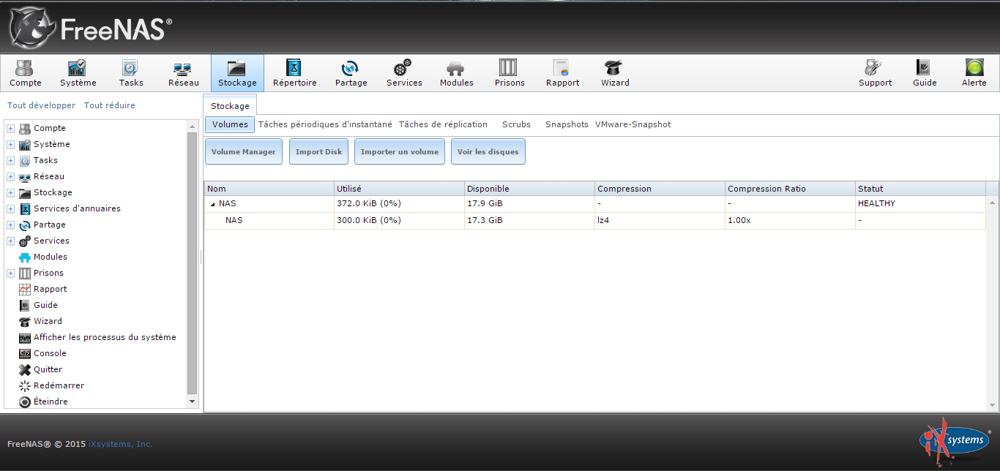 FreeNAS®
Compte Système Tasks Réseau Stockage Répertoire Partage Services Modules Prisons Rapport Wizard Support Guide Alerte
Tout développer Tout réduire
Compte
Système
Tasks
Réseau
Stockage
Services d'annuaires
Partage
Services
Modules
Prisons
Rapport
Guide
Wizard
Afficher les processus du système
Console
Quitter
Redémarrer
Éteindre
Stockage
Volumes Tâches périodiques d'instantané Tâches de réplication Scrubs Snapshots VMware-Snapshot
Volume Manager Import Disk Importer un volume Voir les disques
Nom Utilisé Disponible Compression Compression Ratio Statut
NAS 372.0 KiB (0%) 17.9 GiB - - HEALTHY
NAS 300.0 KiB (0%) 17.3 GiB lz4 1.00x -
FreeNAS® © 2015 iXsystems, Inc.
iXsystems®